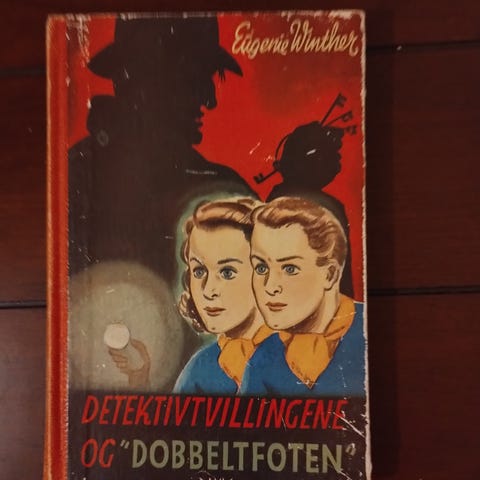 Eugenie Winther
DETEKTIVTVILLINGENE
OG "DOBBELTFOTEN"